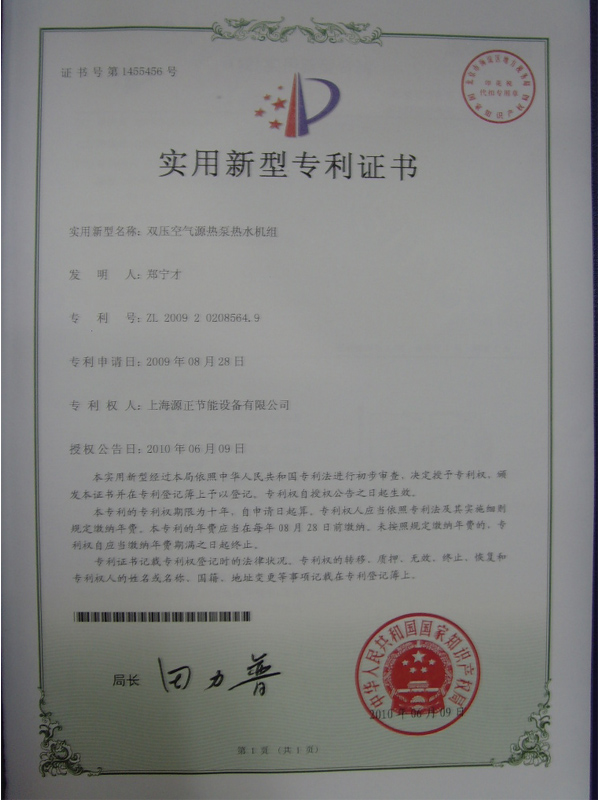 证书号第1455456号
实用新型专利证书
实用新型名称：双压空气源热泵热水机组
发 明 人：郑宁才
专 利 号：ZL 2009 2 0208564.9
专利申请日：2009年08月28日
专 利 权 人：上海源正节能设备有限公司
授权公告日：2010年06月09日
本实用新型经过本局依照中华人民共和国专利法进行初步审查，决定授予专利权，颁
发本证书并在专利登记簿上予以登记。专利权自授权公告之日起生效。
本专利的专利权期限为十年，自申请日起算。专利权人应当依照专利法及其实施细则
规定缴纳年费。本专利的年费应当在每年08月28日前缴纳。未按照规定缴纳年费的，专
利权自应当缴纳年费期满之日起终止。
专利证书记载专利权登记时的法律状况。专利权的转移、质押、无效、终止、恢复和
专利权人的姓名或名称、国籍、地址变更等事项记载在专利登记簿上。
局长 田力普
中华人民共和国国家知识产权局
2010年06月09日
第1页（共1页）